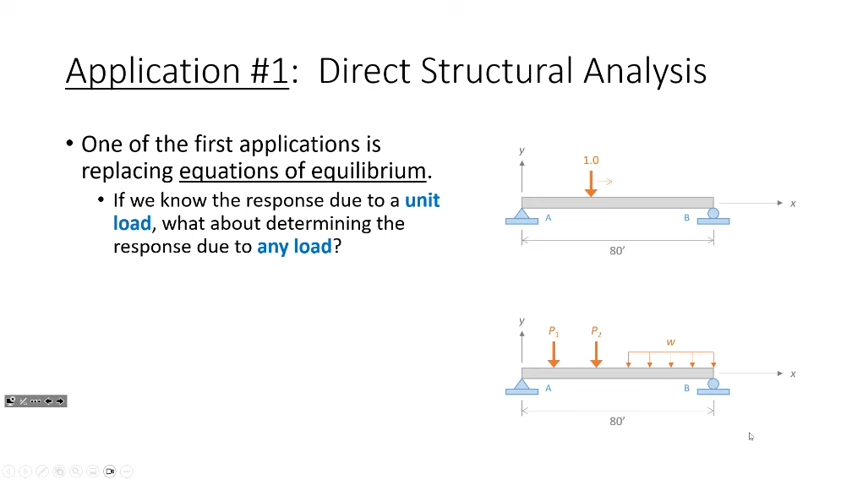 Application #1: Direct Structural Analysis
• One of the first applications is
replacing equations of equilibrium.
• If we know the response due to a unit
load, what about determining the
response due to any load?
y
1.0
x
A
B
80'
y
P1
P2
w
x
A
B
80'